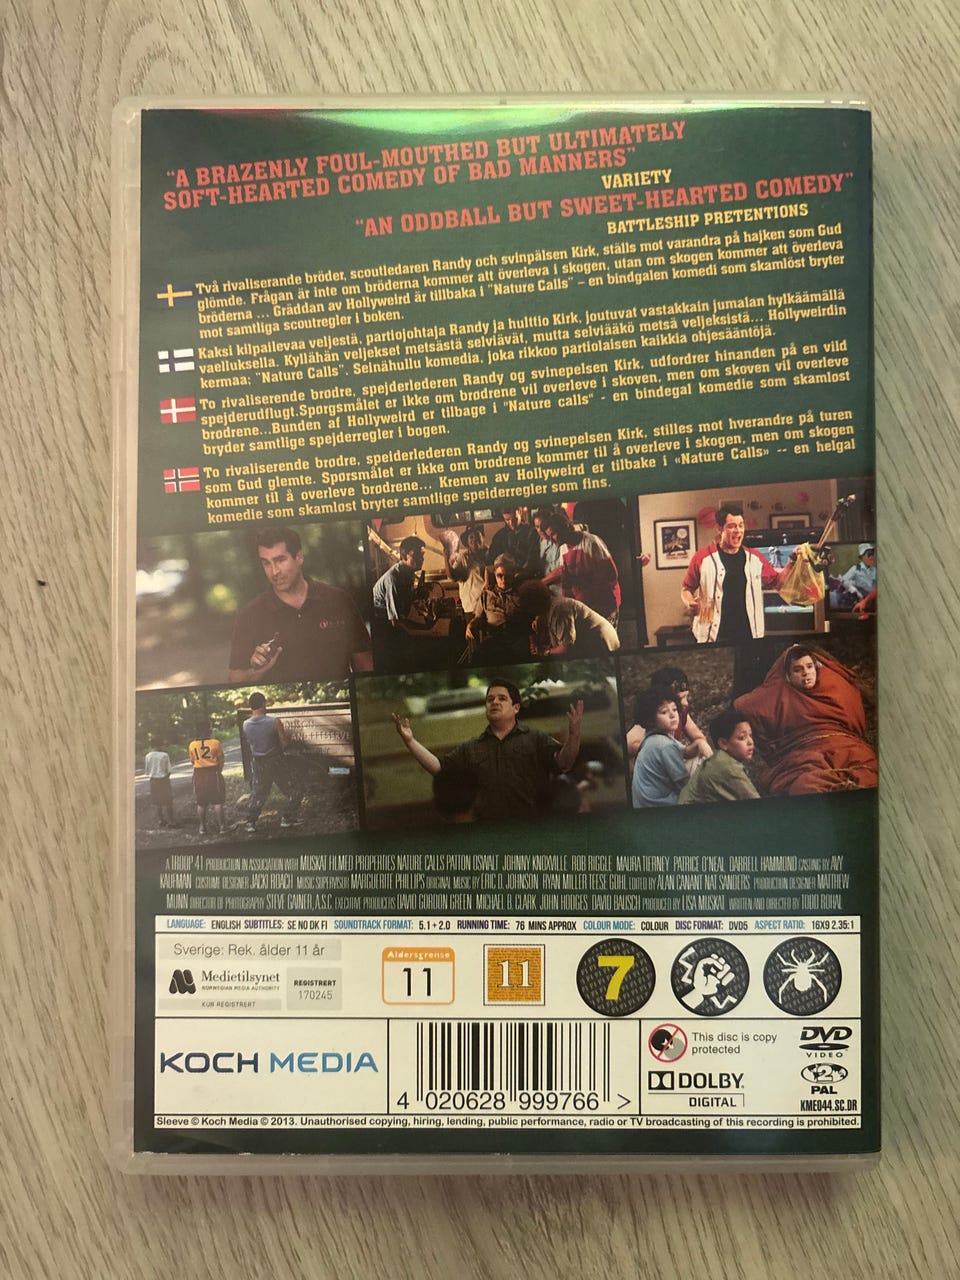 "A BRAZENLY FOUL-MOUTHED BUT ULTIMATELY
SOFT-HEARTED COMEDY OF BAD MANNERS"
VARIETY
"AN ODDBALL BUT SWEET-HEARTED COMEDY"
BATTLESHIP PRETENTIONS
Två rivaliserande bröder, scoutledaren Randy och svinpälsen Kirk, ställs mot varandra på hajken som Gud
glömde. Frågan är inte om bröderna kommer att överleva i skogen, utan om skogen kommer att överleva
bröderna ... Gräddan av Hollyweird är tillbaka i "Nature Calls" – en bindgalen komedi som skamlöst bryter
mot samtliga scoutregler i boken.
Kaksi kilpailevaa veljestä, partiojohtaja Randy ja hulttio Kirk, joutuvat vastakkain jumalan hylkäämällä
vaelluksella. Kyllähän veljekset metsästä selviävät, mutta selviääkö metsä veljeksistä... Hollyweirdin
kermaa; "Nature Calls". Seinähullu komedia, joka rikkoo partiolaisen kaikkia ohjesääntöjä.
To rivaliserende brødre, spejderlederen Randy og svinepelsen Kirk, udfordrer hinanden på en vild
spejderudflugt.Spørgsmålet er ikke om brødrene vil overleve i skoven, men om skoven vil overleve
brødrene...Bunden af Hollyweird er tilbage i "Nature calls" - en bindegal komedie som skamløst
bryder samtlige spejderregler i bogen.
To rivaliserende brødre, speiderlederen Randy og svinepelsen Kirk, stilles mot hverandre på turen
som Gud glemte. Spørsmålet er ikke om brødrene kommer til å overleve i skogen, men om skogen
kommer til å overleve brødrene... Kremen av Hollyweird er tilbake i «Nature Calls» -- en helgal
komedie som skamløst bryter samtlige speiderregler som fins.
12
A TROOP 41 PRODUCTION IN ASSOCIATION WITH MUSKAT FILMED PROPERTIES NATURE CALLS PATTON OSWALT JOHNNY KNOXVILLE ROB RIGGLE MAURA TIERNEY PATRICE O'NEAL DARRELL HAMMOND CASTING BY AVY
KAUFMAN COSTUME DESIGNER JACKI ROACH MUSIC SUPERVISOR MARGUERITE PHILLIPS ORIGINAL MUSIC BY ERIC D. JOHNSON RYAN MILLER TEESE GOHL EDITED BY ALAN CANANT NAT SANDERS PRODUCTION DESIGNER MATTHEW
MUNN DIRECTOR OF PHOTOGRAPHY STEVE GAINER, A.S.C. EXECUTIVE PRODUCERS DAVID GORDON GREEN MICHAEL B. CLARK JOHN HODGES DAVID BAUSCH PRODUCED BY LISA MUSKAT WRITTEN AND DIRECTED BY TODD ROHAL
LANGUAGE: ENGLISH SUBTITLES: SE NO DK FI SOUNDTRACK FORMAT: 5.1 + 2.0 RUNNING TIME: 76 MINS APPROX COLOUR MODE: COLOUR DISC FORMAT: DVD5 ASPECT RATIO: 16X9 2.35:1
Sverige: Rek. ålder 11 år
Medietilsynet
NORWEGIAN MEDIA AUTHORITY
KUN REGISTRERT
REGISTRERT
170245
Aldersgrense
11
11
7
KOCH MEDIA
4 020628 999766 >
This disc is copy
protected
DOLBY
DIGITAL
DVD
VIDEO
2
PAL
KME044.SC.DR
Sleeve © Koch Media © 2013. Unauthorised copying, hiring, lending, public performance, radio or TV broadcasting of this recording is prohibited.